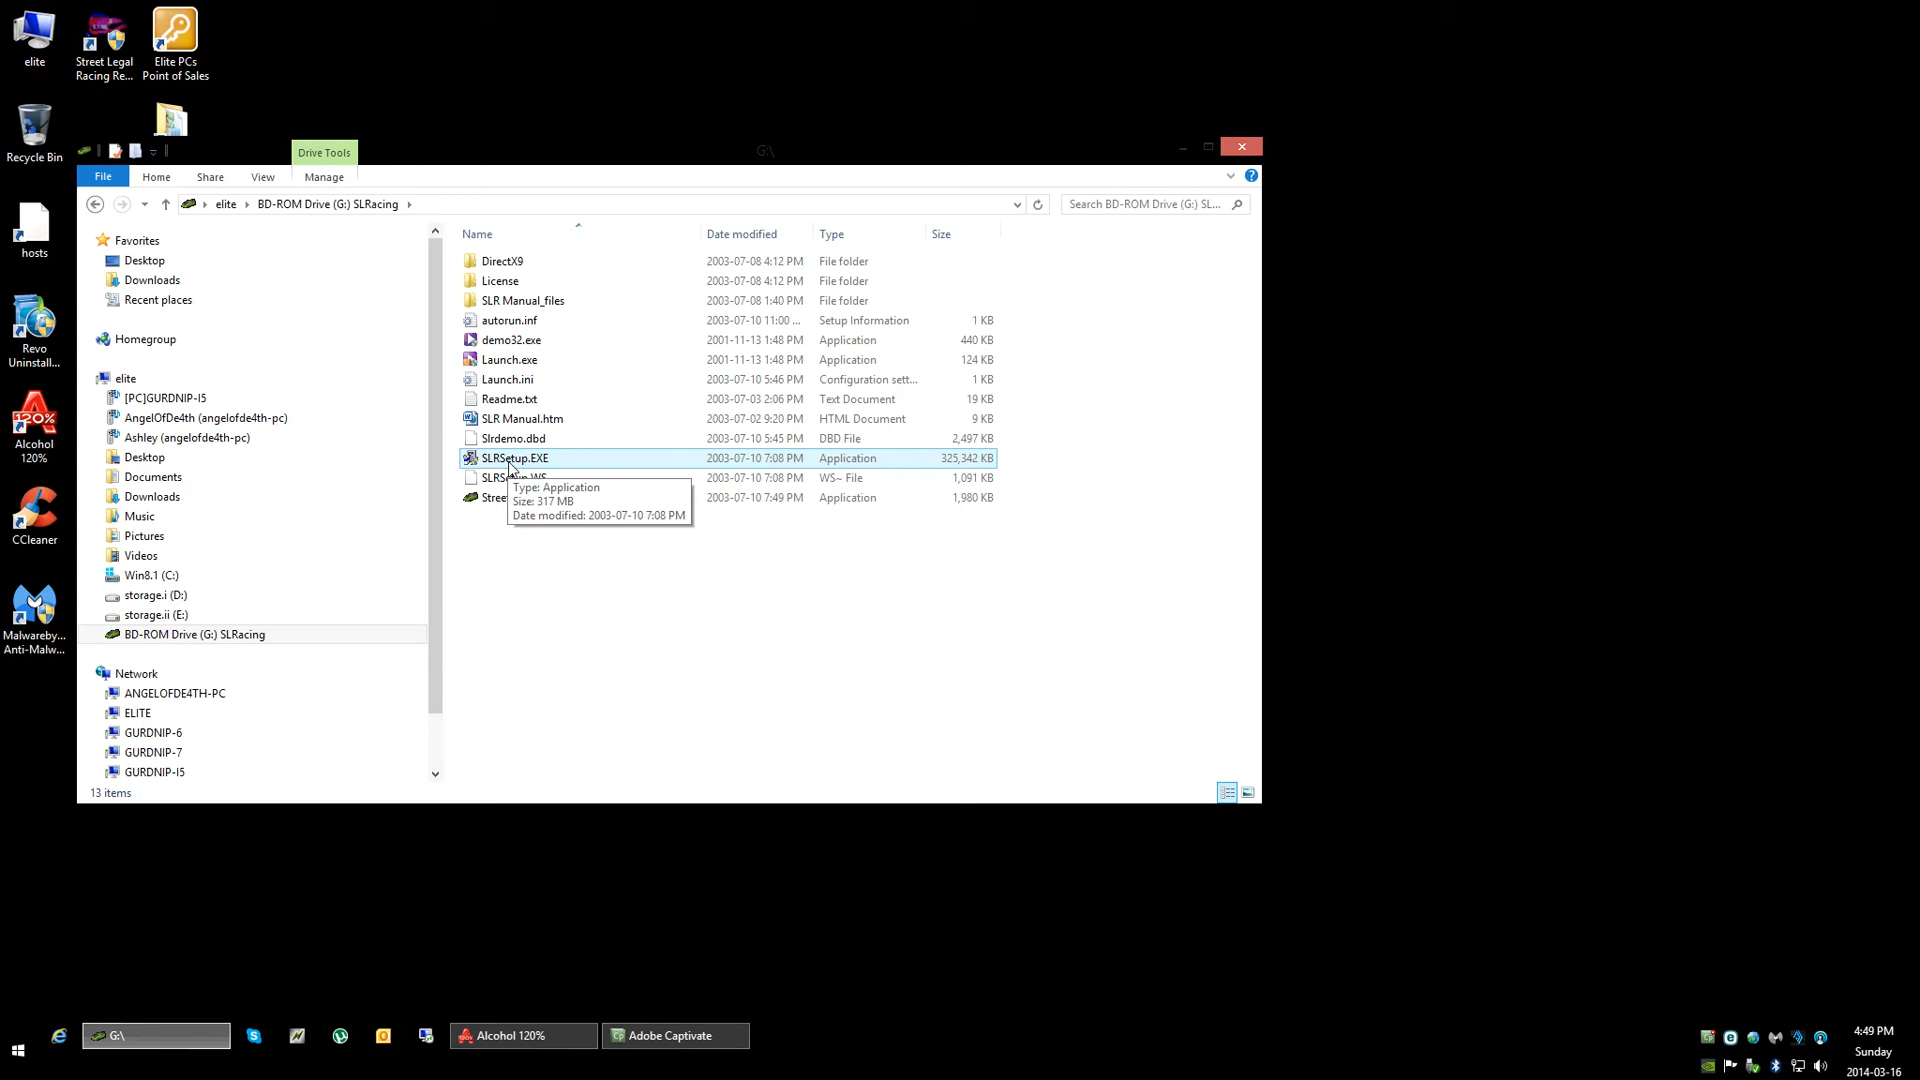 elite
Street Legal
Racing Re...
Elite PCs
Point of Sales
Recycle Bin
hosts
Revo
Uninstall...
Alcohol
120%
CCleaner
Malwareby...
Anti-Malw...
Drive Tools
G:\
File
Home
Share
View
Manage
elite
BD-ROM Drive (G:) SLRacing
Search BD-ROM Drive (G:) SL...
Favorites
Desktop
Downloads
Recent places
Homegroup
elite
[PC]GURDNIP-I5
AngelOfDe4th (angelofde4th-pc)
Ashley (angelofde4th-pc)
Desktop
Documents
Downloads
Music
Pictures
Videos
Win8.1 (C:)
storage.i (D:)
storage.ii (E:)
BD-ROM Drive (G:) SLRacing
Network
ANGELOFDE4TH-PC
ELITE
GURDNIP-6
GURDNIP-7
GURDNIP-I5
Name Date modified Type Size
DirectX9 2003-07-08 4:12 PM File folder
License 2003-07-08 4:12 PM File folder
SLR Manual_files 2003-07-08 1:40 PM File folder
autorun.inf 2003-07-10 11:00 ... Setup Information 1 KB
demo32.exe 2001-11-13 1:48 PM Application 440 KB
Launch.exe 2001-11-13 1:48 PM Application 124 KB
Launch.ini 2003-07-10 5:46 PM Configuration sett... 1 KB
Readme.txt 2003-07-03 2:06 PM Text Document 19 KB
SLR Manual.htm 2003-07-02 9:20 PM HTML Document 9 KB
Slrdemo.dbd 2003-07-10 5:45 PM DBD File 2,497 KB
SLRSetup.EXE 2003-07-10 7:08 PM Application 325,342 KB
SLRSetup.WS 2003-07-10 7:08 PM WS~ File 1,091 KB
Stree 2003-07-10 7:49 PM Application 1,980 KB
Type: Application
Size: 317 MB
Date modified: 2003-07-10 7:08 PM
13 items
G:\
Alcohol 120%
Adobe Captivate
4:49 PM
Sunday
2014-03-16